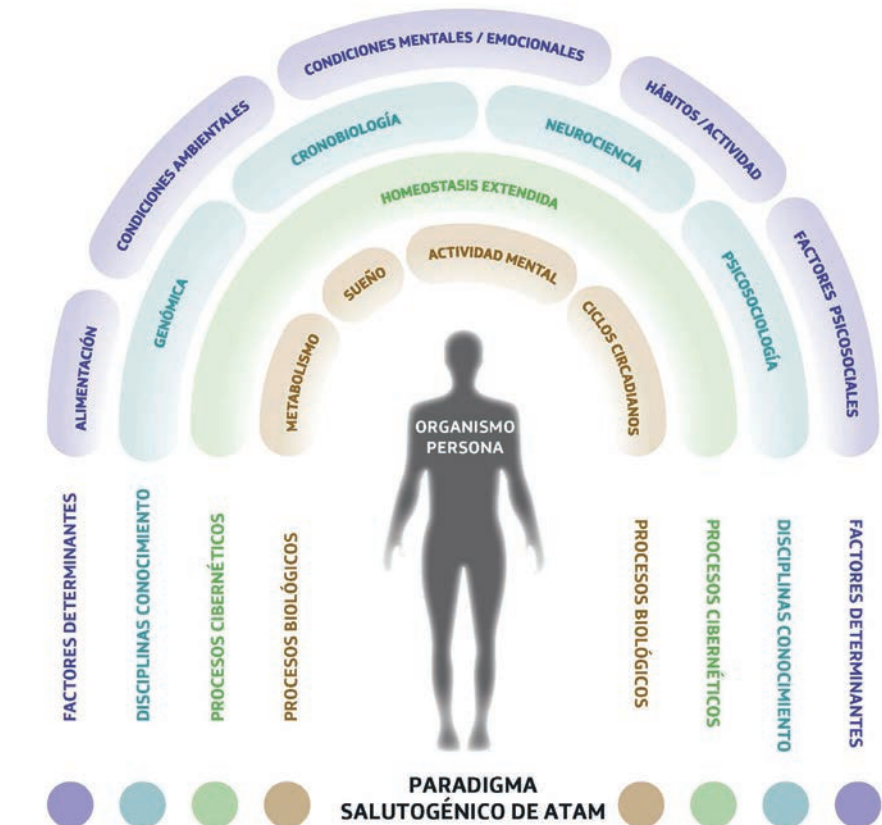 CONDICIONES MENTALES / EMOCIONALES
CONDICIONES AMBIENTALES
HÁBITOS / ACTIVIDAD
ALIMENTACIÓN
FACTORES PSICOSOCIALES
CRONOBIOLOGÍA
NEUROCIENCIA
GENÓMICA
PSICOSOCIOLOGÍA
HOMEOSTASIS EXTENDIDA
ACTIVIDAD MENTAL
SUEÑO
METABOLISMO
CICLOS CIRCADIANOS
ORGANISMO
PERSONA
FACTORES DETERMINANTES
DISCIPLINAS CONOCIMIENTO
PROCESOS CIBERNÉTICOS
PROCESOS BIOLÓGICOS
PROCESOS BIOLÓGICOS
PROCESOS CIBERNÉTICOS
DISCIPLINAS CONOCIMIENTO
FACTORES DETERMINANTES
PARADIGMA
SALUTOGÉNICO DE ATAM